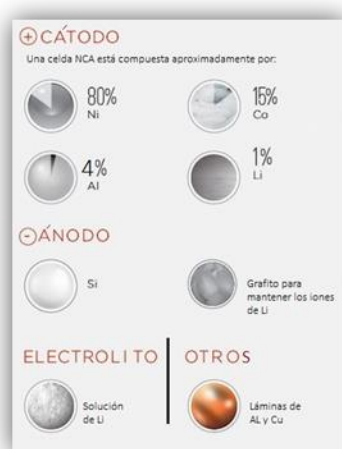 + CÁTODO
Una celda NCA está compuesta aproximadamente por:
80%
Ni
15%
Co
4%
Al
1%
Li
- ÁNODO
Si
Grafito para
mantener los iones
de Li
ELECTROLITO
Solución
de Li
OTROS
Láminas de
AL y Cu